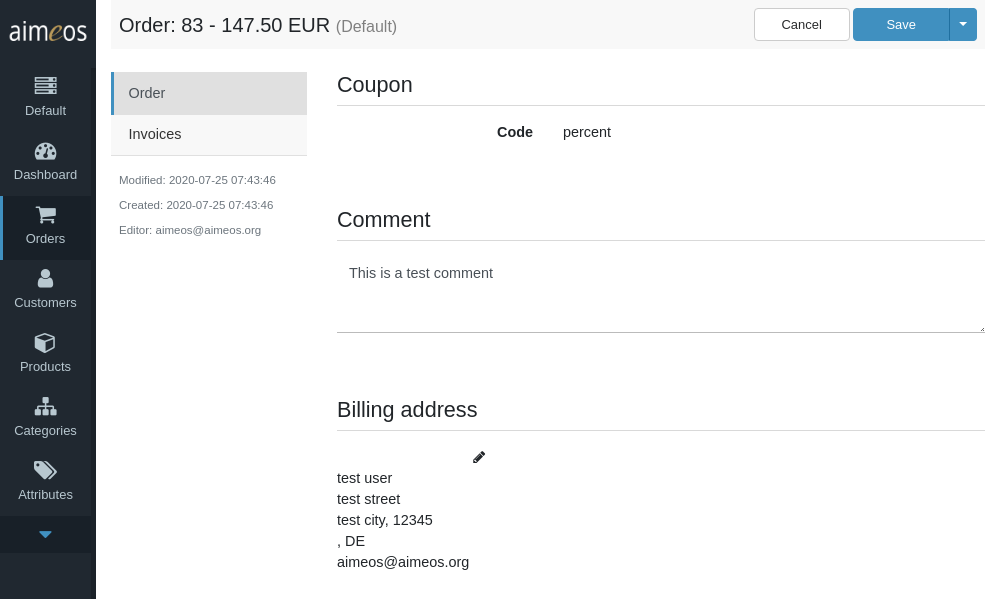 aimeos
Default
Dashboard
Orders
Customers
Products
Categories
Attributes
Order: 83 - 147.50 EUR (Default)
Cancel
Save
Order
Invoices
Modified: 2020-07-25 07:43:46
Created: 2020-07-25 07:43:46
Editor: aimeos@aimeos.org
Coupon
Code percent
Comment
This is a test comment
Billing address
test user
test street
test city, 12345
, DE
aimeos@aimeos.org